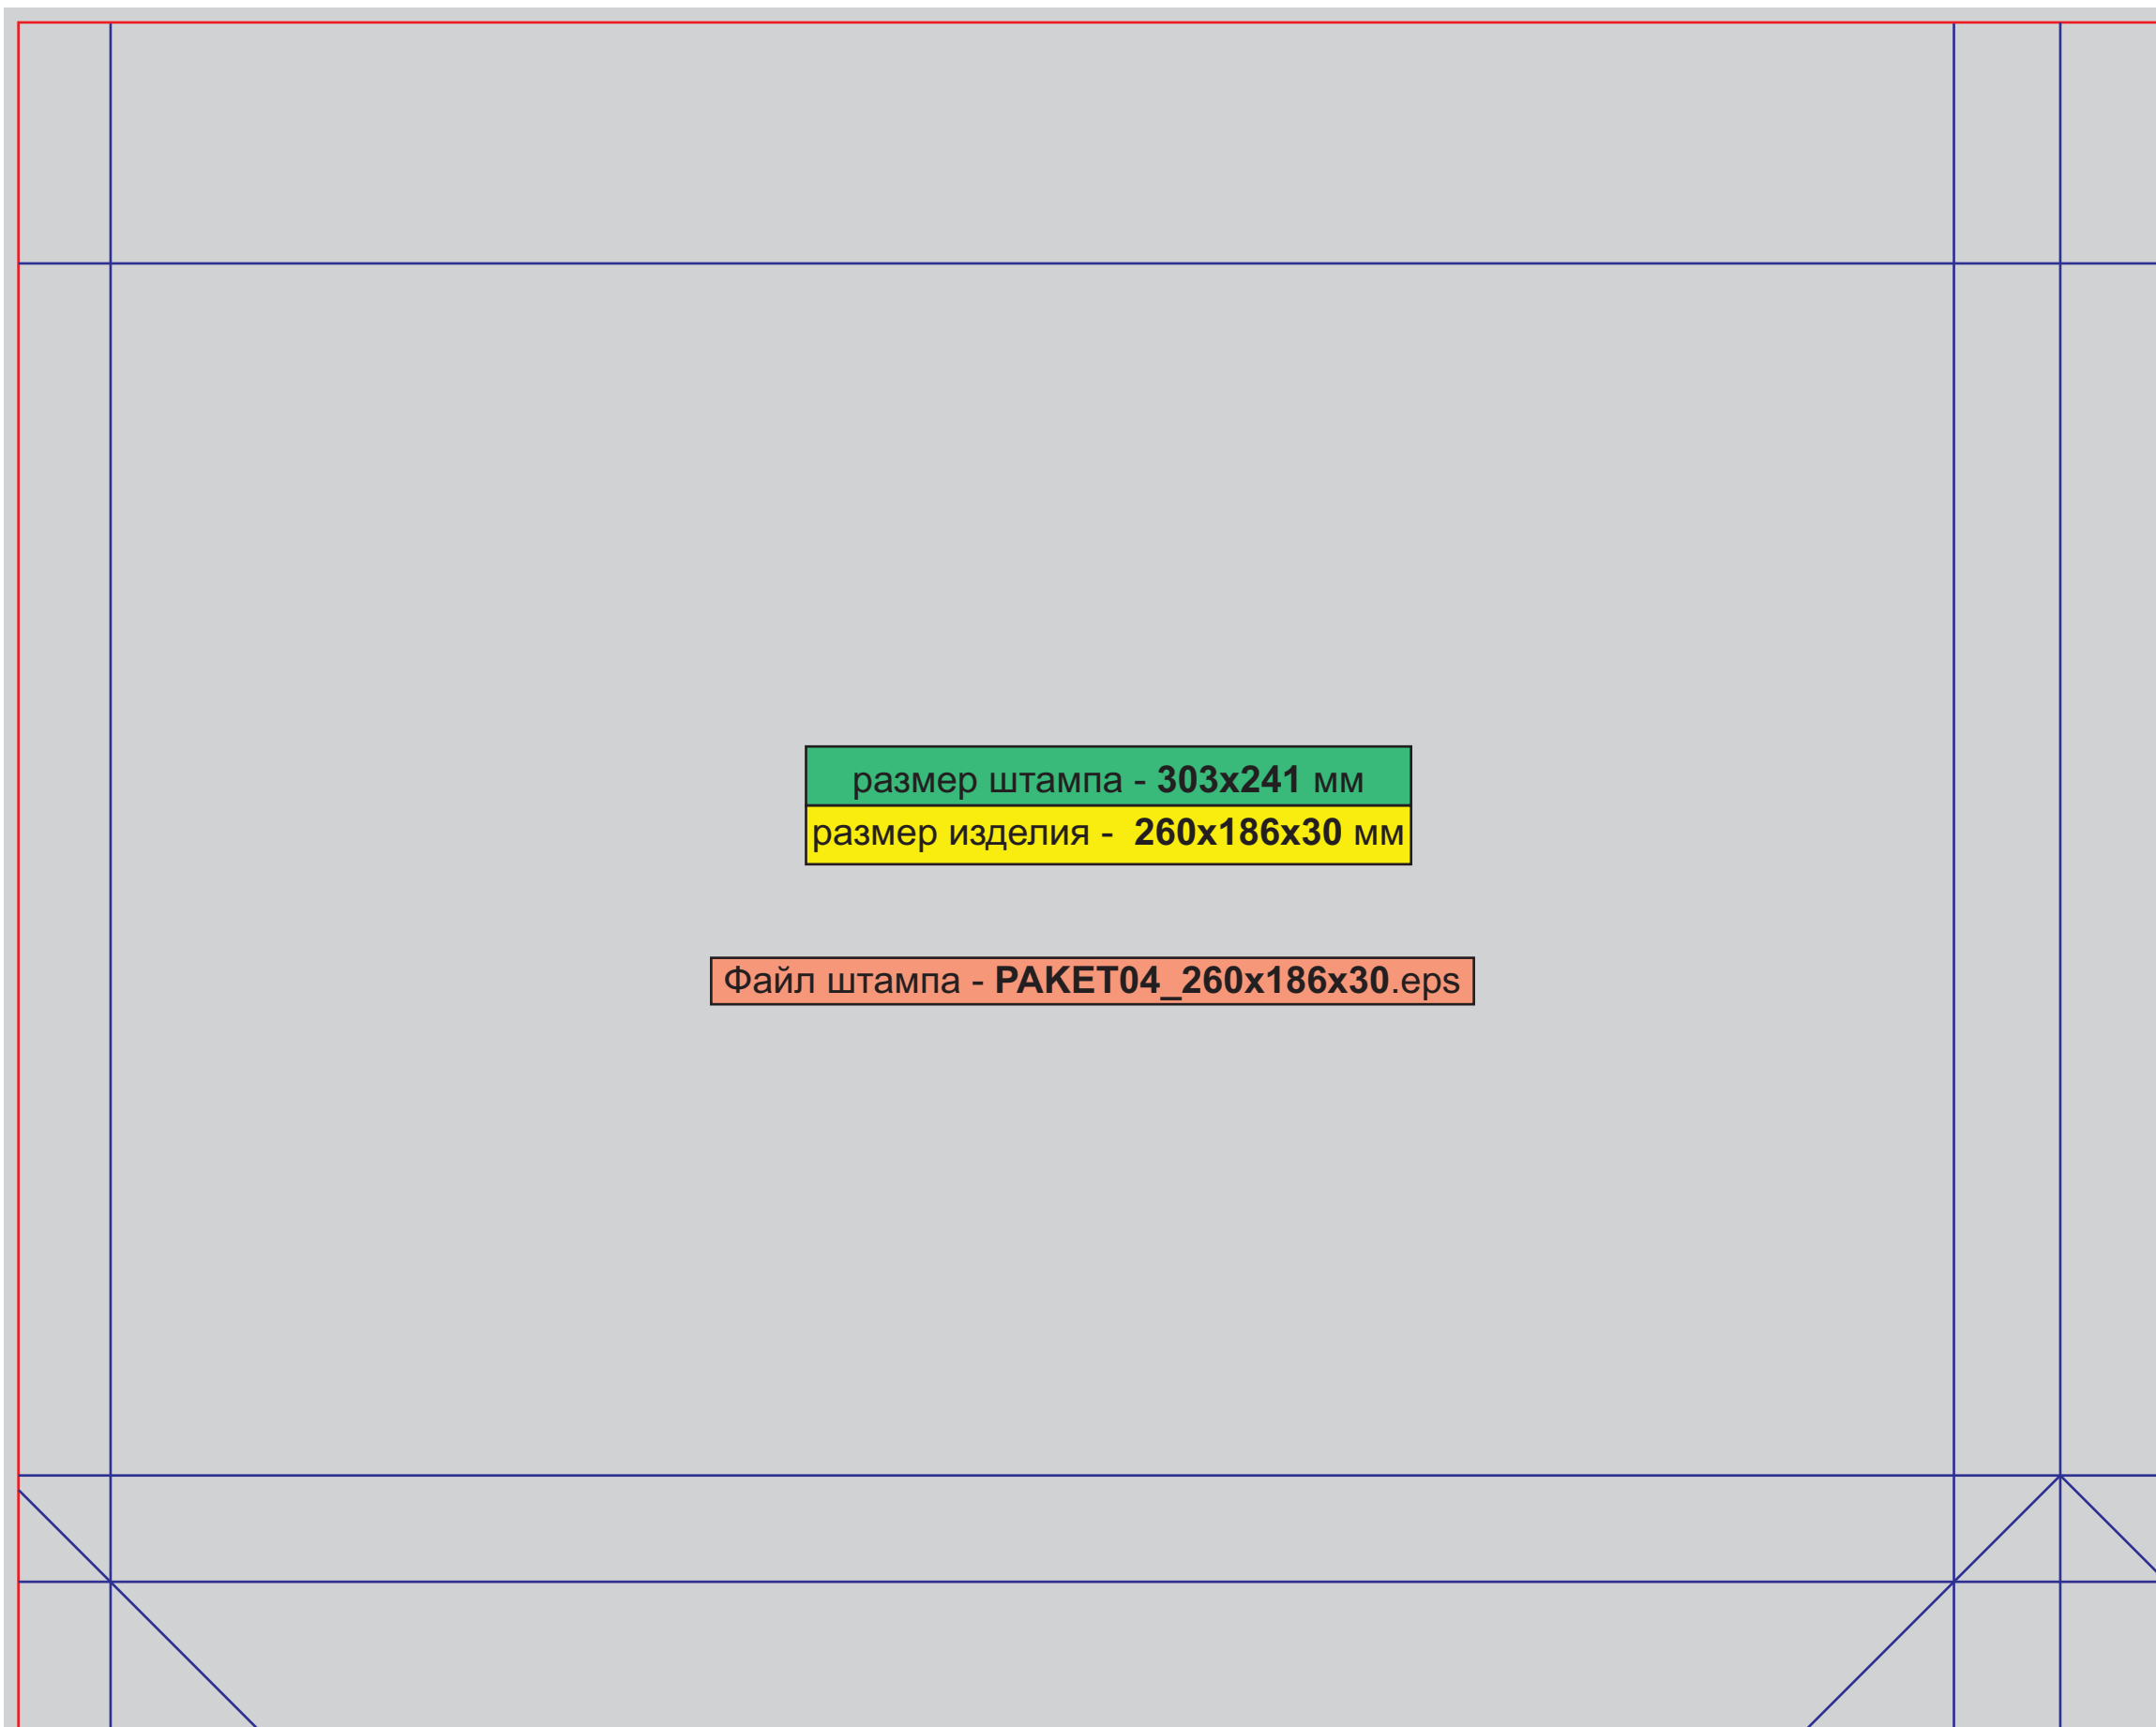 размер штампа - 303х241 мм
размер изделия - 260х186х30 мм
Файл штампа - PAKET04_260x186x30.eps